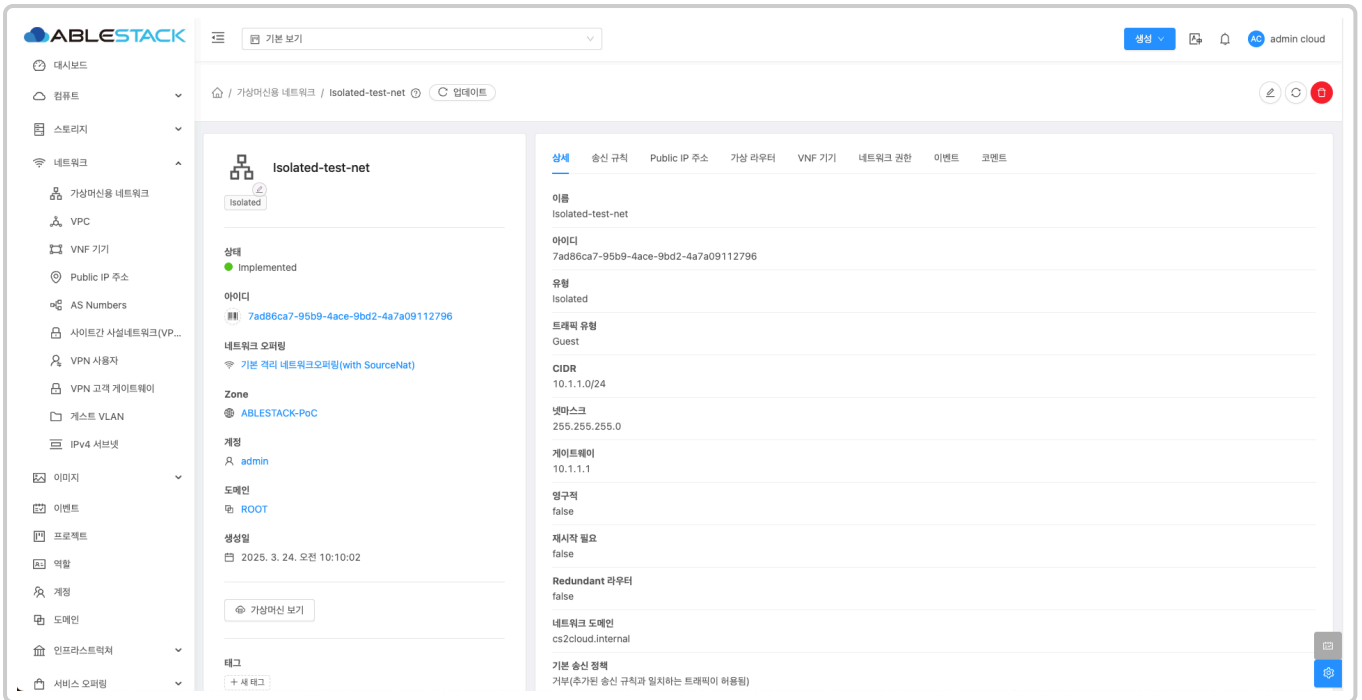 ABLESTACK
기본 보기
생성
AC admin cloud
대시보드
컴퓨트
스토리지
네트워크
가상머신용 네트워크
VPC
VNF 기기
Public IP 주소
AS Numbers
사이트간 사설네트워크(VP...
VPN 사용자
VPN 고객 게이트웨이
게스트 VLAN
IPv4 서브넷
이미지
이벤트
프로젝트
역할
계정
도메인
인프라스트럭쳐
서비스 오퍼링
/ 가상머신용 네트워크 / Isolated-test-net 업데이트
Isolated-test-net
Isolated
상태
Implemented
아이디
7ad86ca7-95b9-4ace-9bd2-4a7a09112796
네트워크 오퍼링
기본 격리 네트워크오퍼링(with SourceNat)
Zone
ABLESTACK-PoC
계정
admin
도메인
ROOT
생성일
2025. 3. 24. 오전 10:10:02
가상머신 보기
태그
+ 새 태그
상세 송신 규칙 Public IP 주소 가상 라우터 VNF 기기 네트워크 권한 이벤트 코멘트
이름
Isolated-test-net
아이디
7ad86ca7-95b9-4ace-9bd2-4a7a09112796
유형
Isolated
트래픽 유형
Guest
CIDR
10.1.1.0/24
넷마스크
255.255.255.0
게이트웨이
10.1.1.1
영구적
false
재시작 필요
false
Redundant 라우터
false
네트워크 도메인
cs2cloud.internal
기본 송신 정책
거부(추가된 송신 규칙과 일치하는 트래픽이 허용됨)